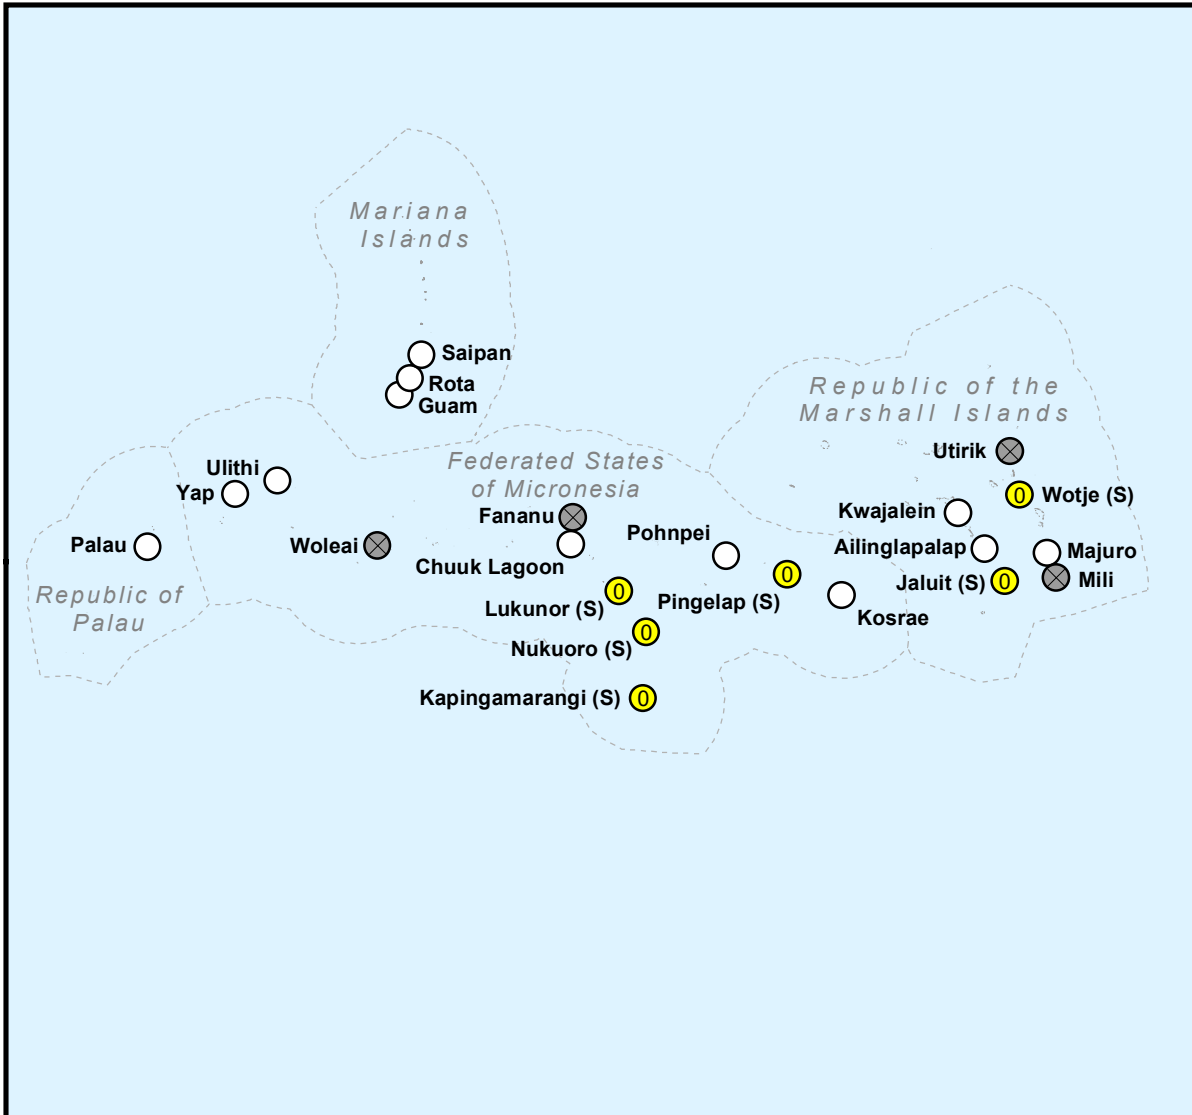 Mariana
Islands
Saipan
Rota
Guam
Republic of the
Marshall Islands
Utirik
0 Wotje (S)
Kwajalein
Ailinglapalap
Majuro
Jaluit (S) 0
Mili
Ulithi
Yap
Federated States
of Micronesia
Fananu
Pohnpei
Palau
Woleai
Chuuk Lagoon
0
Lukunor (S)
0
Pingelap (S)
Kosrae
Republic of
Palau
0
Nukuoro (S)
Kapingamarangi (S) 0